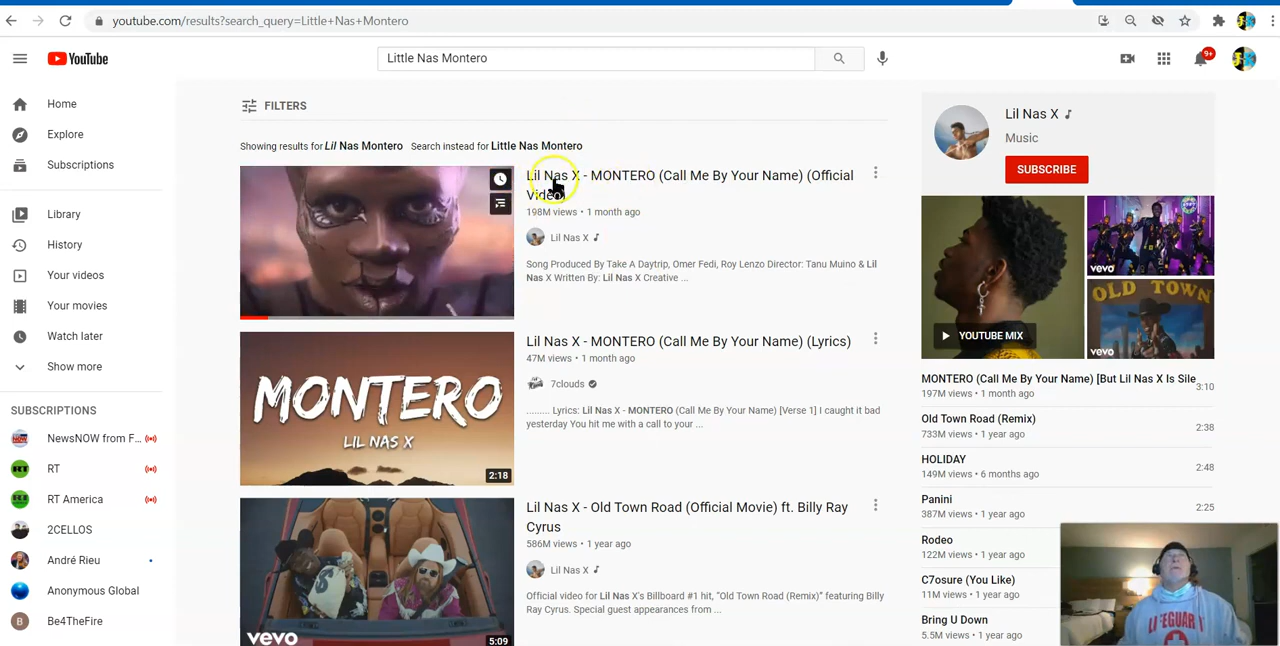 youtube.com/results?search_query=Little+Nas+Montero
YouTube
Little Nas Montero
9+
Home
Explore
Subscriptions
Library
History
Your videos
Your movies
Watch later
Show more
SUBSCRIPTIONS
NewsNOW from F...
RT
RT America
2CELLOS
André Rieu
Anonymous Global
B Be4TheFire
FILTERS
Showing results for Lil Nas Montero Search instead for Little Nas Montero
Lil Nas X - MONTERO (Call Me By Your Name) (Official
Video)
198M views • 1 month ago
Lil Nas X
Song Produced By Take A Daytrip, Omer Fedi, Roy Lenzo Director: Tanu Muino & Lil
Nas X Written By: Lil Nas X Creative ...
MONTERO
LIL NAS X
2:18
Lil Nas X - MONTERO (Call Me By Your Name) (Lyrics)
47M views • 1 month ago
7clouds
......... Lyrics: Lil Nas X - MONTERO (Call Me By Your Name) [Verse 1] I caught it bad
yesterday You hit me with a call to your ...
vevo
5:09
Lil Nas X - Old Town Road (Official Movie) ft. Billy Ray
Cyrus
586M views • 1 year ago
Lil Nas X
Official video for Lil Nas X's Billboard #1 hit, "Old Town Road (Remix)" featuring Billy
Ray Cyrus. Special guest appearances from ...
Lil Nas X
Music
SUBSCRIBE
YOUTUBE MIX
vevo
OLD TOWN
vevo
MONTERO (Call Me By Your Name) [But Lil Nas X Is Sile
197M views • 1 month ago
3:10
Old Town Road (Remix)
733M views • 1 year ago
2:38
HOLIDAY
149M views • 6 months ago
2:48
Panini
387M views • 1 year ago
2:25
Rodeo
122M views • 1 year ago
C7osure (You Like)
11M views • 1 year ago
Bring U Down
5.5M views • 1 year ago
LIFEGUARD